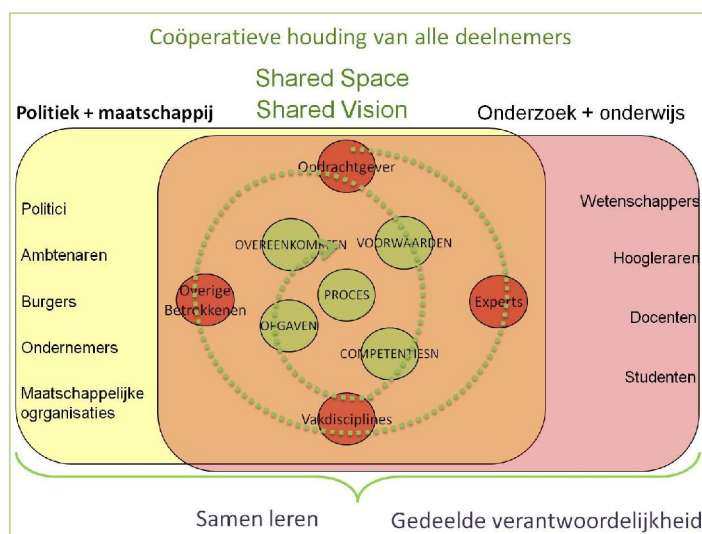 Coöperatieve houding van alle deelnemers
Shared Space
Shared Vision
Politiek + maatschappij
Onderzoek + onderwijs
Politici
Ambtenaren
Burgers
Ondernemers
Maatschappelijke
ogrganisaties
Opdrachtgever
OVEREENKOMSTEN
VOORWAARDEN
Overige
Betrokkenen
PROCES
Experts
OPGAVEN
COMPETENTIESN
Vakdisciplines
Wetenschappers
Hoogleraren
Docenten
Studenten
Samen leren
Gedeelde verantwoordelijkheid